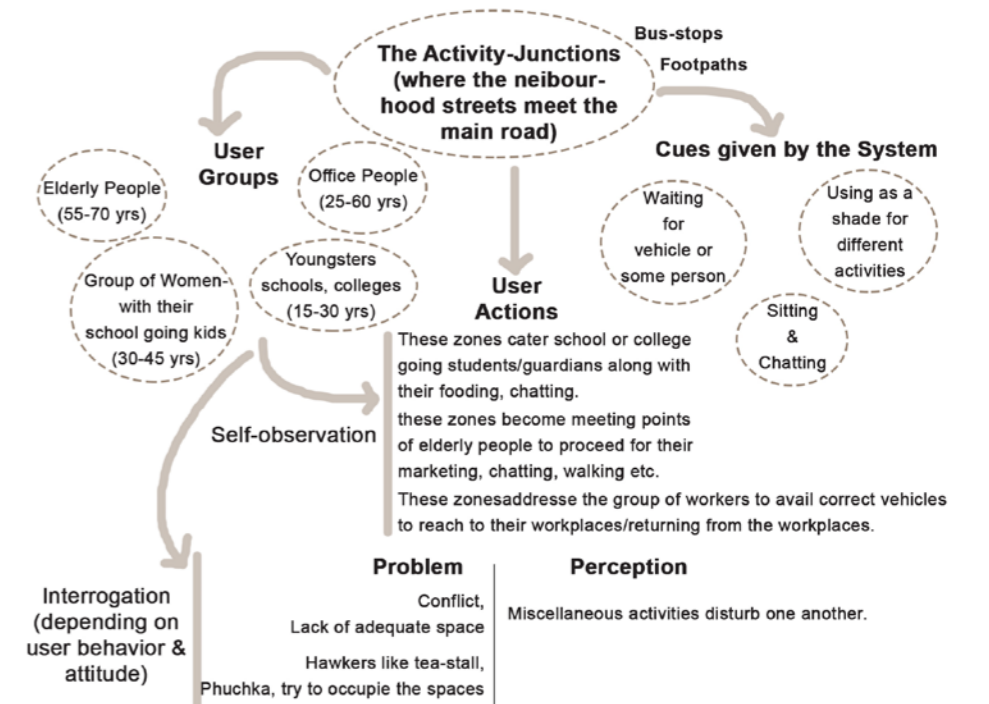 The Activity-Junctions
(where the neibour-
hood streets meet the
main road)
Bus-stops
Footpaths
User
Groups
Elderly People
(55-70 yrs)
Office People
(25-60 yrs)
Group of Women-
with their
school going kids
(30-45 yrs)
Youngsters
schools, colleges
(15-30 yrs)
Cues given by the System
Waiting
for
vehicle or
some person
Using as a
shade for
different
activities
Sitting
&
Chatting
User
Actions
These zones cater school or college
going students/guardians along with
their fooding, chatting.
these zones become meeting points
of elderly people to proceed for their
marketing, chatting, walking etc.
These zonesaddresse the group of workers to avail correct vehicles
to reach to their workplaces/returning from the workplaces.
Self-observation
Interrogation
(depending on
user behavior &
attitude)
Problem
Conflict,
Lack of adequate space
Hawkers like tea-stall,
Phuchka, try to occupie the spaces
Perception
Miscellaneous activities disturb one another.